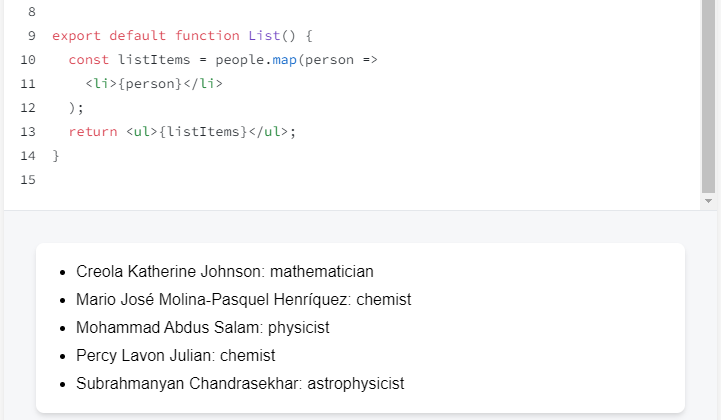 8
9 export default function List() {
10   const listItems = people.map(person =>
11     <li>{person}</li>
12   );
13   return <ul>{listItems}</ul>;
14 }
15
• Creola Katherine Johnson: mathematician
• Mario José Molina-Pasquel Henríquez: chemist
• Mohammad Abdus Salam: physicist
• Percy Lavon Julian: chemist
• Subrahmanyan Chandrasekhar: astrophysicist